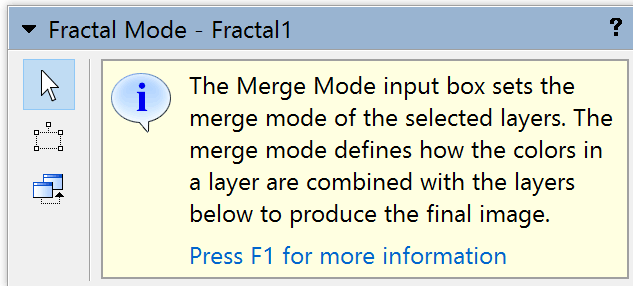 Fractal Mode - Fractal1
?
The Merge Mode input box sets the
merge mode of the selected layers. The
merge mode defines how the colors in
a layer are combined with the layers
below to produce the final image.
Press F1 for more information